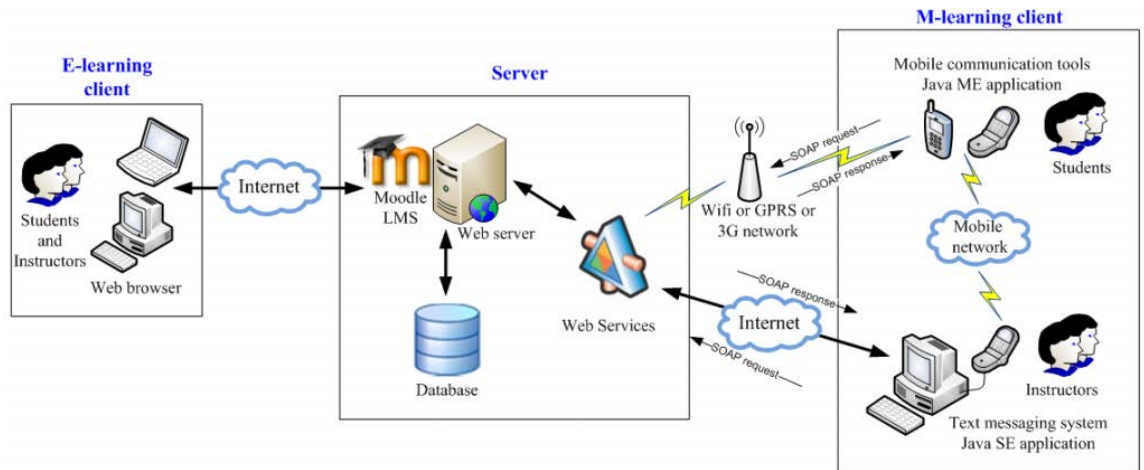 E-learning
client
Students
and
Instructors
Web browser
Internet
Server
m
Moodle
LMS
Web server
Database
Web Services
Wifi or GPRS or
3G network
SOAP request
SOAP response
SOAP response
Internet
SOAP request
M-learning client
Mobile communication tools
Java ME application
Students
Mobile
network
Instructors
Text messaging system
Java SE application